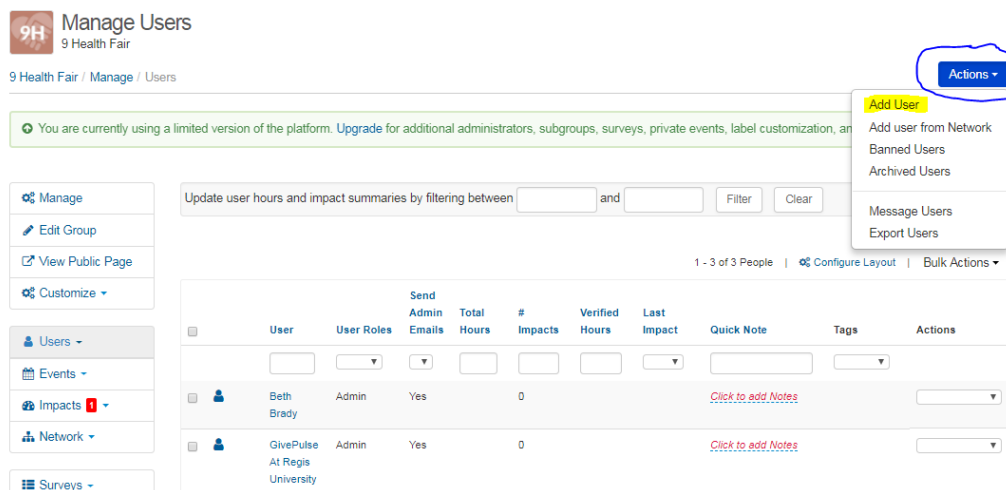 9H
Manage Users
9 Health Fair
9 Health Fair / Manage / Users
Actions
Add User
Add user from Network
Banned Users
Archived Users
Message Users
Export Users
You are currently using a limited version of the platform. Upgrade for additional administrators, subgroups, surveys, private events, label customization, an
Manage
Edit Group
View Public Page
Customize
Users
Events
Impacts 1
Network
Surveys
Update user hours and impact summaries by filtering between and Filter Clear
1 - 3 of 3 People | Configure Layout | Bulk Actions
User
User Roles
Send
Admin
Emails
Total
Hours
#
Impacts
Verified
Hours
Last
Impact
Quick Note
Tags
Actions
Beth
Brady
Admin
Yes
0
Click to add Notes
GivePulse
At Regis
University
Admin
Yes
0
Click to add Notes